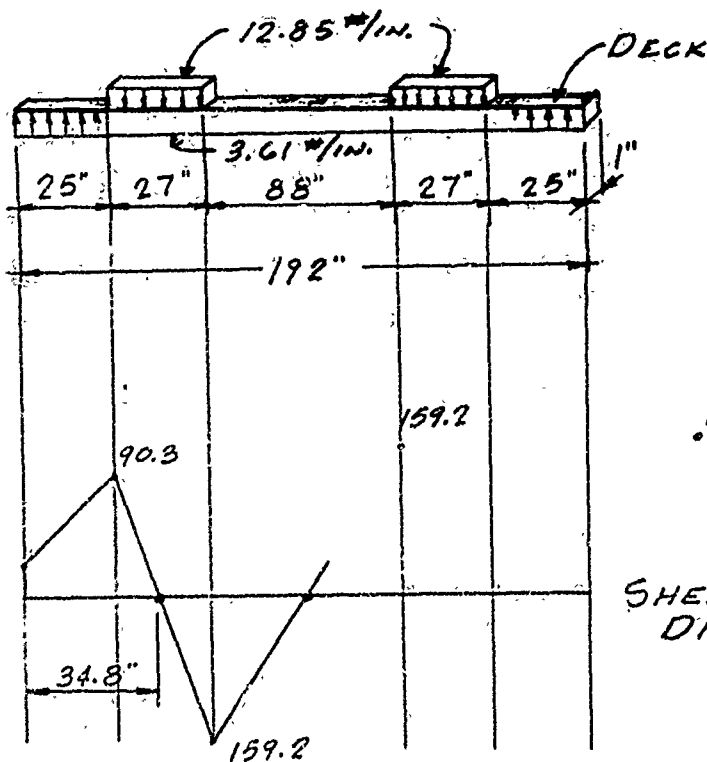 12.85 #/IN.
DECK
3.61 #/IN.
1"
25" 27" 88" 27" 25"
192"
159.2
90.3
34.8"
159.2